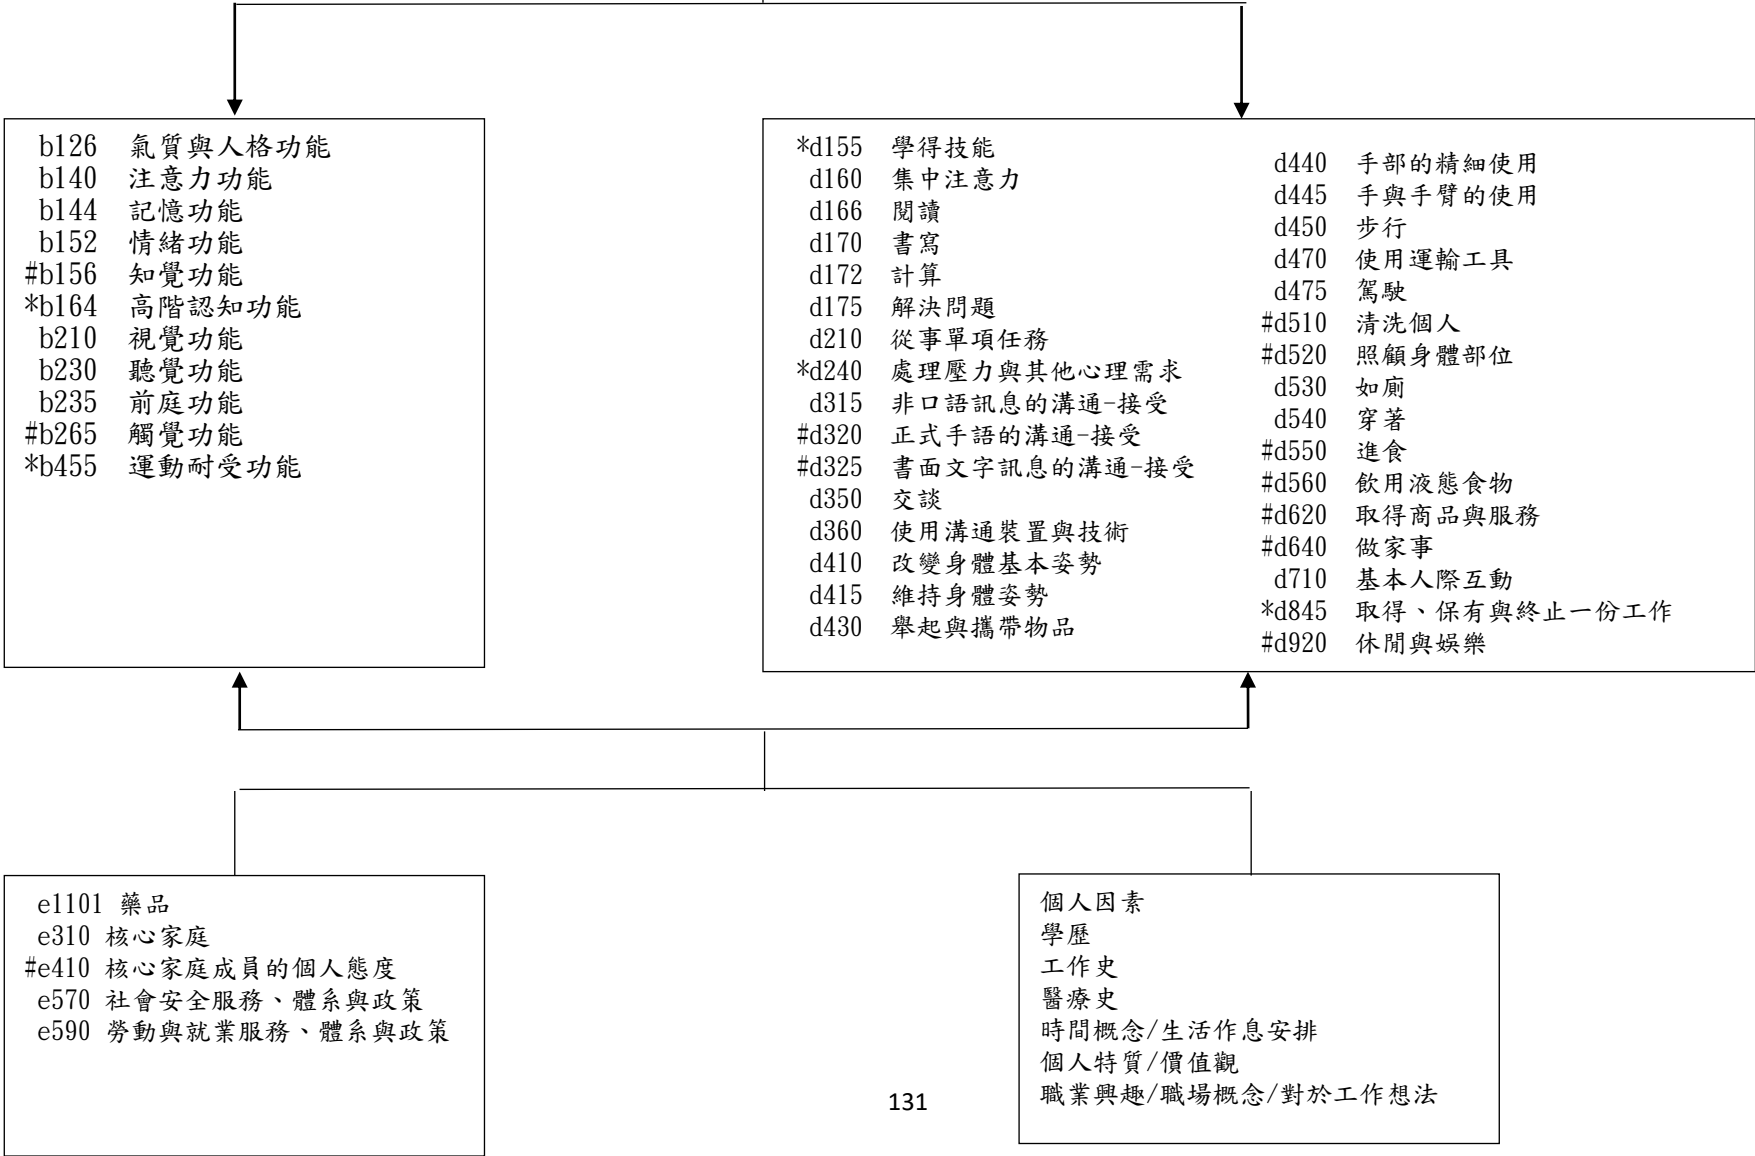 b126 氣質與人格功能
b140 注意力功能
b144 記憶功能
b152 情緒功能
#b156 知覺功能
*b164 高階認知功能
b210 視覺功能
b230 聽覺功能
b235 前庭功能
#b265 觸覺功能
*b455 運動耐受功能
*d155 學得技能
d160 集中注意力
d166 閱讀
d170 書寫
d172 計算
d175 解決問題
d210 從事單項任務
*d240 處理壓力與其他心理需求
d315 非口語訊息的溝通-接受
#d320 正式手語的溝通-接受
#d325 書面文字訊息的溝通-接受
d350 交談
d360 使用溝通裝置與技術
d410 改變身體基本姿勢
d415 維持身體姿勢
d430 舉起與攜帶物品
d440 手部的精細使用
d445 手與手臂的使用
d450 步行
d470 使用運輸工具
d475 駕駛
#d510 清洗個人
#d520 照顧身體部位
d530 如廁
d540 穿著
#d550 進食
#d560 飲用液態食物
#d620 取得商品與服務
#d640 做家事
d710 基本人際互動
*d845 取得、保有與終止一份工作
#d920 休閒與娛樂
e1101 藥品
e310 核心家庭
#e410 核心家庭成員的個人態度
e570 社會安全服務、體系與政策
e590 勞動與就業服務、體系與政策
個人因素
學歷
工作史
醫療史
時間概念/生活作息安排
個人特質/價值觀
職業興趣/職場概念/對於工作想法
131